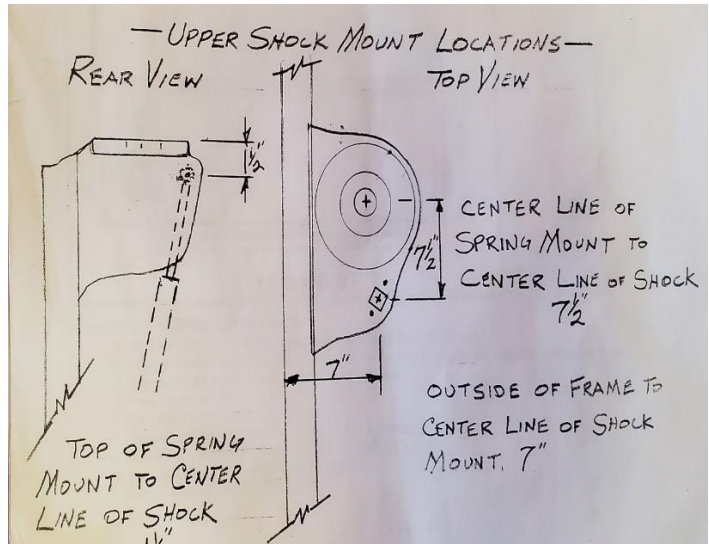 — UPPER SHOCK MOUNT LOCATIONS —
REAR VIEW
TOP VIEW
1/2"
CENTER LINE OF
SPRING MOUNT TO
CENTER LINE OF SHOCK
7 1/2"
7 1/2"
7"
OUTSIDE OF FRAME TO
CENTER LINE OF SHOCK
MOUNT, 7"
TOP OF SPRING
MOUNT TO CENTER
LINE OF SHOCK